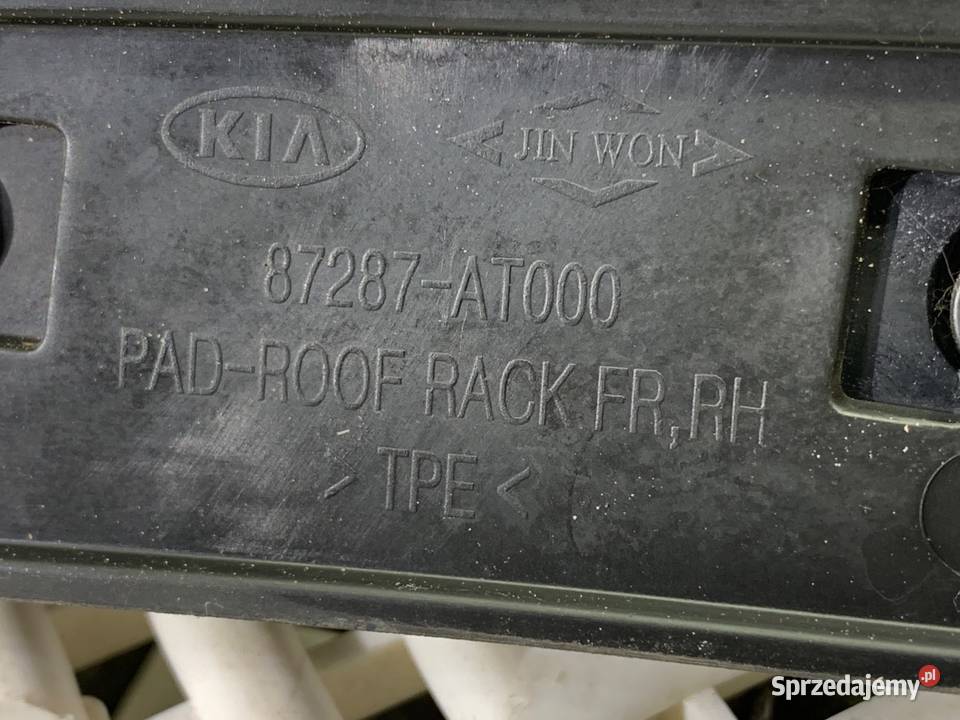 KIA JIN WON
87287-AT000
PAD-ROOF RACK FR,RH
> TPE <
Sprzedajemy.pl